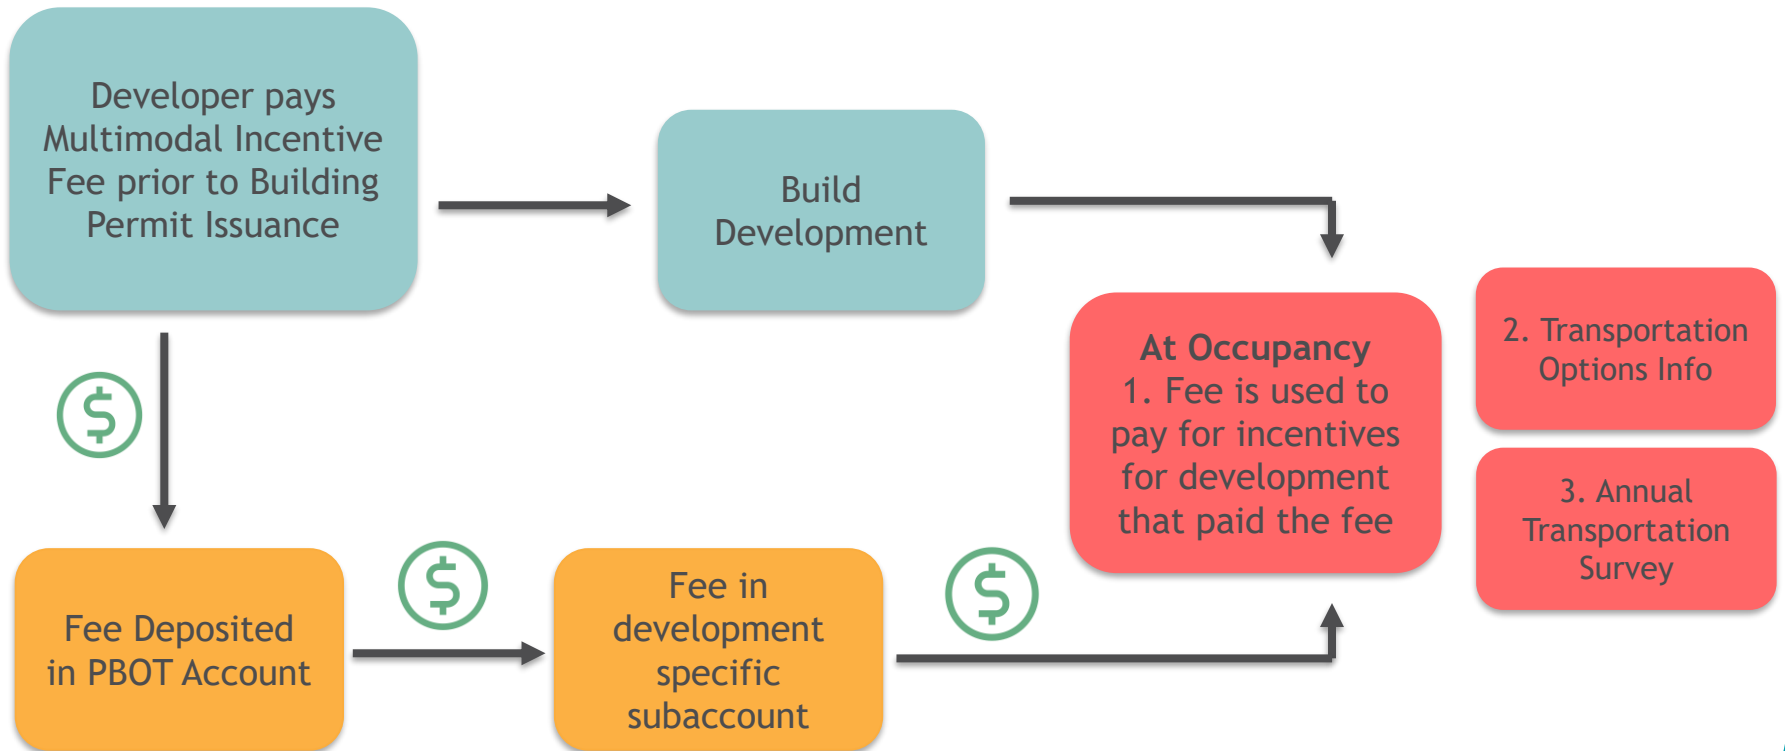 Developer pays
Multimodal Incentive
Fee prior to Building
Permit Issuance
Build
Development
At Occupancy
1. Fee is used to
pay for incentives
for development
that paid the fee
2. Transportation
Options Info
3. Annual
Transportation
Survey
$
Fee Deposited
in PBOT Account
$
Fee in
development
specific
subaccount
$